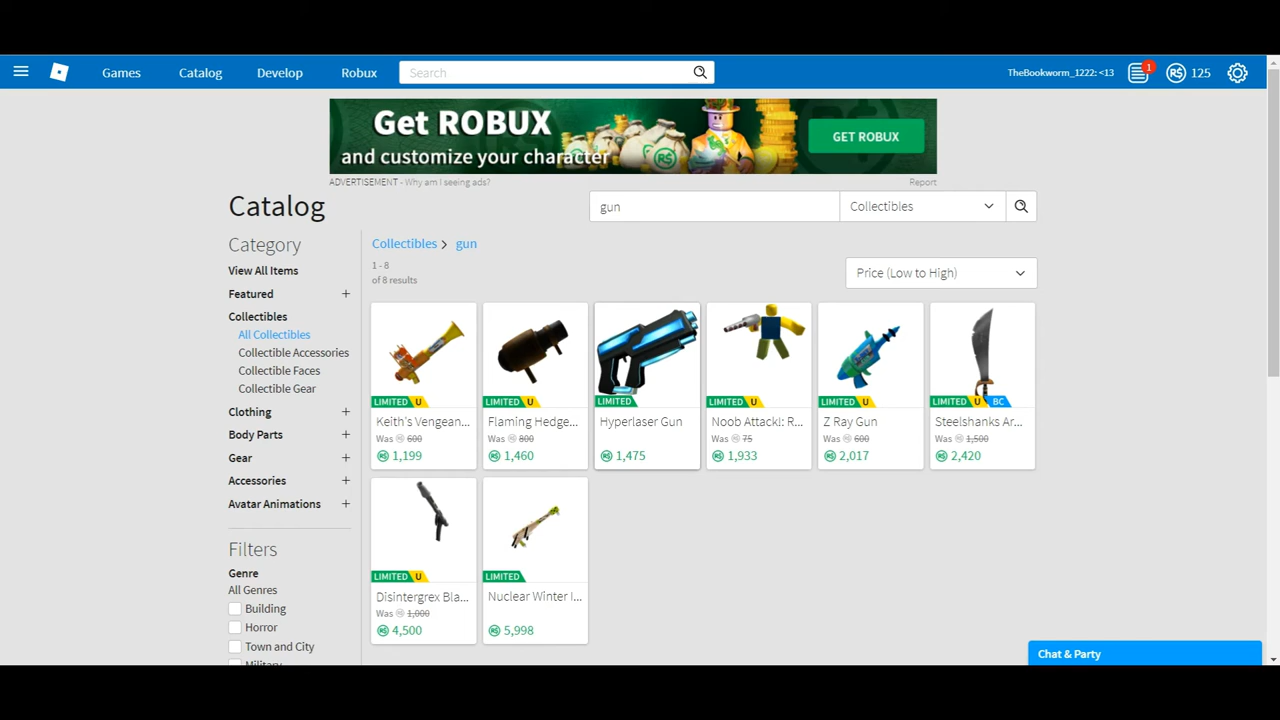 Games Catalog Develop Robux Search TheBookworm_1222: <13 1 R$ 125
Get ROBUX
and customize your character
GET ROBUX
ADVERTISEMENT - Why am I seeing ads? Report
Catalog gun Collectibles
Category
Collectibles gun
View All Items
1 - 8
of 8 results
Price (Low to High)
Featured +
Collectibles
All Collectibles
Collectible Accessories
Collectible Faces
Collectible Gear
Clothing +
Body Parts +
Gear +
Accessories +
Avatar Animations +
Filters
Genre
All Genres
Building
Horror
Town and City
Military
LIMITED U
Keith's Vengean...
Was R$ 600
R$ 1,199
LIMITED U
Flaming Hedge...
Was R$ 800
R$ 1,460
LIMITED
Hyperlaser Gun
R$ 1,475
LIMITED U
Noob Attack!: R...
Was R$ 75
R$ 1,933
LIMITED U
Z Ray Gun
Was R$ 600
R$ 2,017
LIMITED U BC
Steelshanks Ar...
Was R$ 1,500
R$ 2,420
LIMITED U
Disintergrex Bla...
Was R$ 1,000
R$ 4,500
LIMITED
Nuclear Winter I...
R$ 5,998
Chat & Party